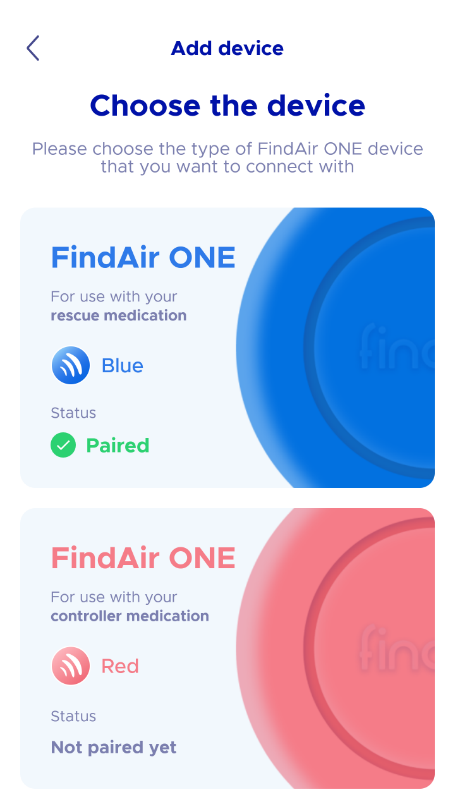 Add device
Choose the device
Please choose the type of FindAir ONE device
that you want to connect with
FindAir ONE
For use with your
rescue medication
Blue
Status
Paired
find
FindAir ONE
For use with your
controller medication
Red
Status
Not paired yet
find